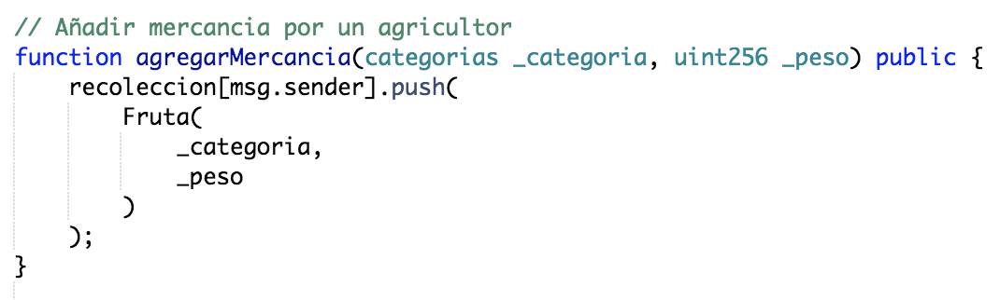 // Añadir mercancia por un agricultor
function agregarMercancia(categorias _categoria, uint256 _peso) public {
    recoleccion[msg.sender].push(
        Fruta(
            _categoria,
            _peso
        )
    );
}